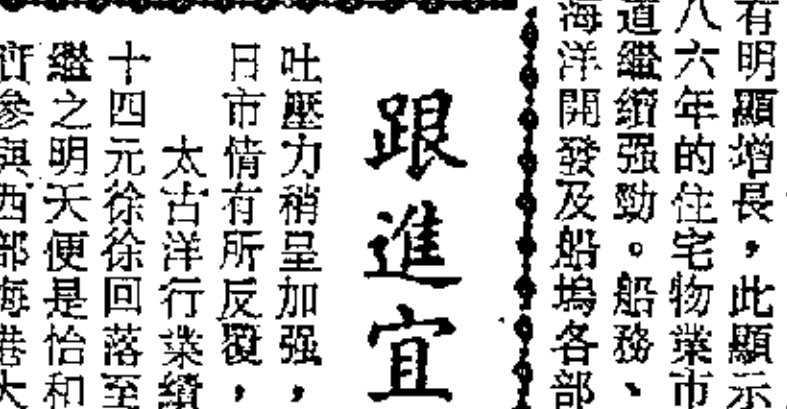 有明顯增長，此顯示
八六年的住宅物業市
道繼續强勁。船務、
海洋開發及船塢各部
跟進宜
吐壓力稍呈加强，
日市情有所反覆，
太古洋行業績
十四元徐徐回落至
繼之明天便是怡和
參與西部海港大